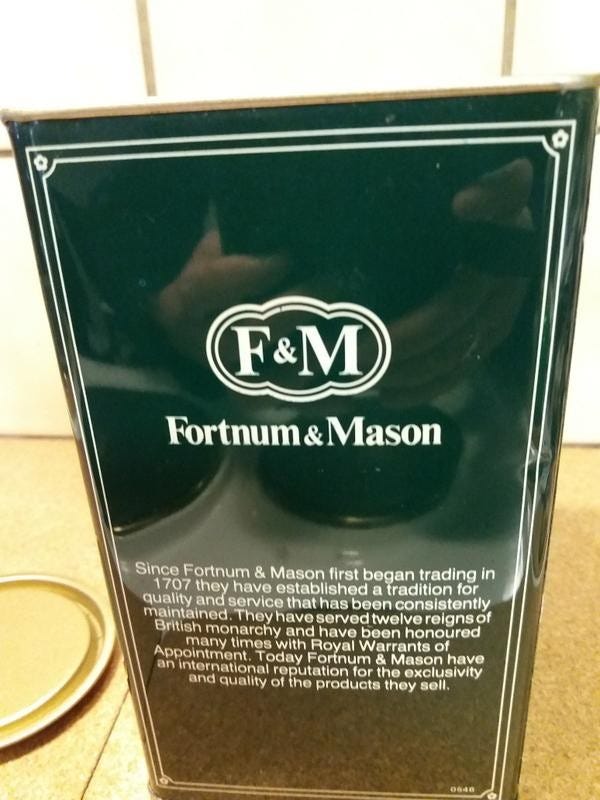 F&M
Fortnum & Mason
Since Fortnum & Mason first began trading in
1707 they have established a tradition for
quality and service that has been consistently
maintained. They have served twelve reigns of
British monarchy and have been honoured
many times with Royal Warrants of
Appointment. Today Fortnum & Mason have
an international reputation for the exclusivity
and quality of the products they sell.